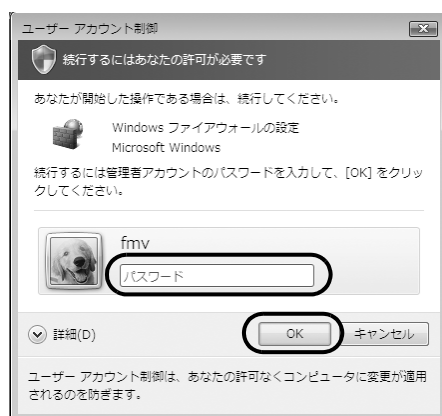 ユーザー アカウント制御
続行するにはあなたの許可が必要です
あなたが開始した操作である場合は、続行してください。
Windows ファイアウォールの設定
Microsoft Windows
続行するには管理者アカウントのパスワードを入力して、[OK] をクリッ
クしてください。
fmv
パスワード
詳細(D)
OK
キャンセル
ユーザー アカウント制御は、あなたの許可なくコンピュータに変更が適用
されるのを防ぎます。